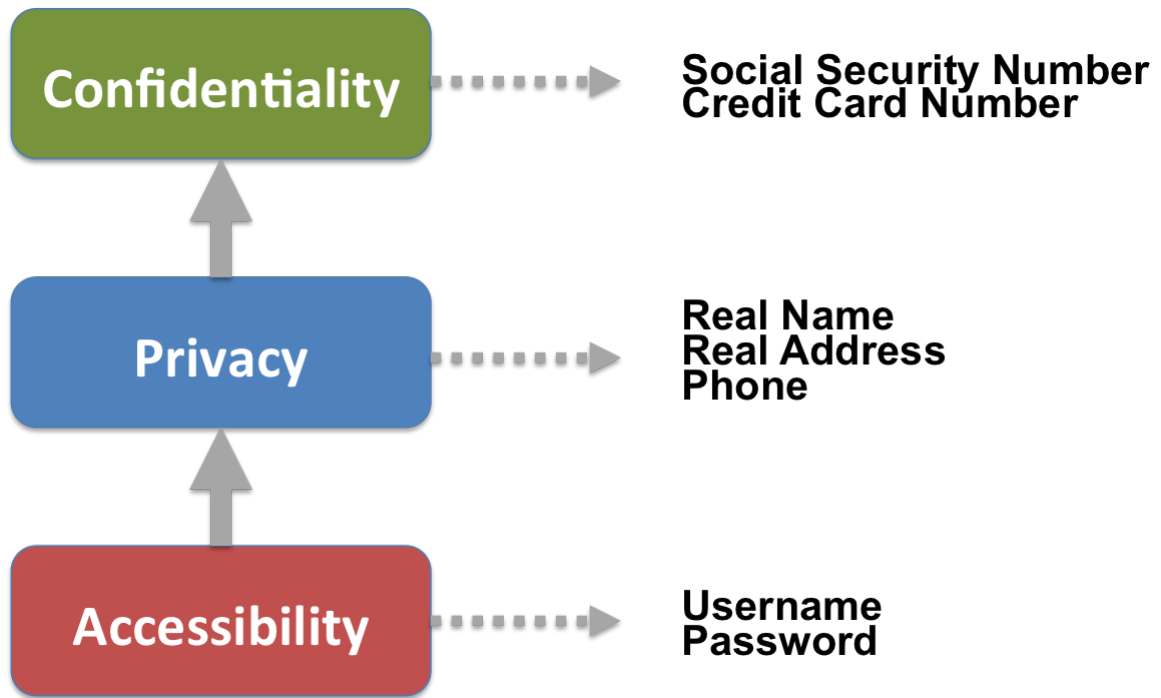 Confidentiality
Social Security Number
Credit Card Number
Privacy
Real Name
Real Address
Phone
Accessibility
Username
Password